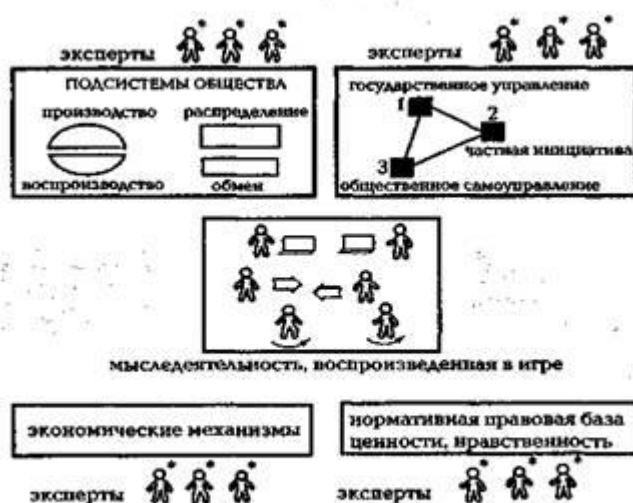 эксперты
эксперты
ПОДСИСТЕМЫ ОБЩЕСТВА
производство распределение
воспроизводство обмен
государственное управление
1
2
частная инициатива
3
общественное самоуправление
мыследеятельность, воспроизведенная в игре
экономические механизмы
нормативная правовая база
ценности, нравственность
эксперты
эксперты